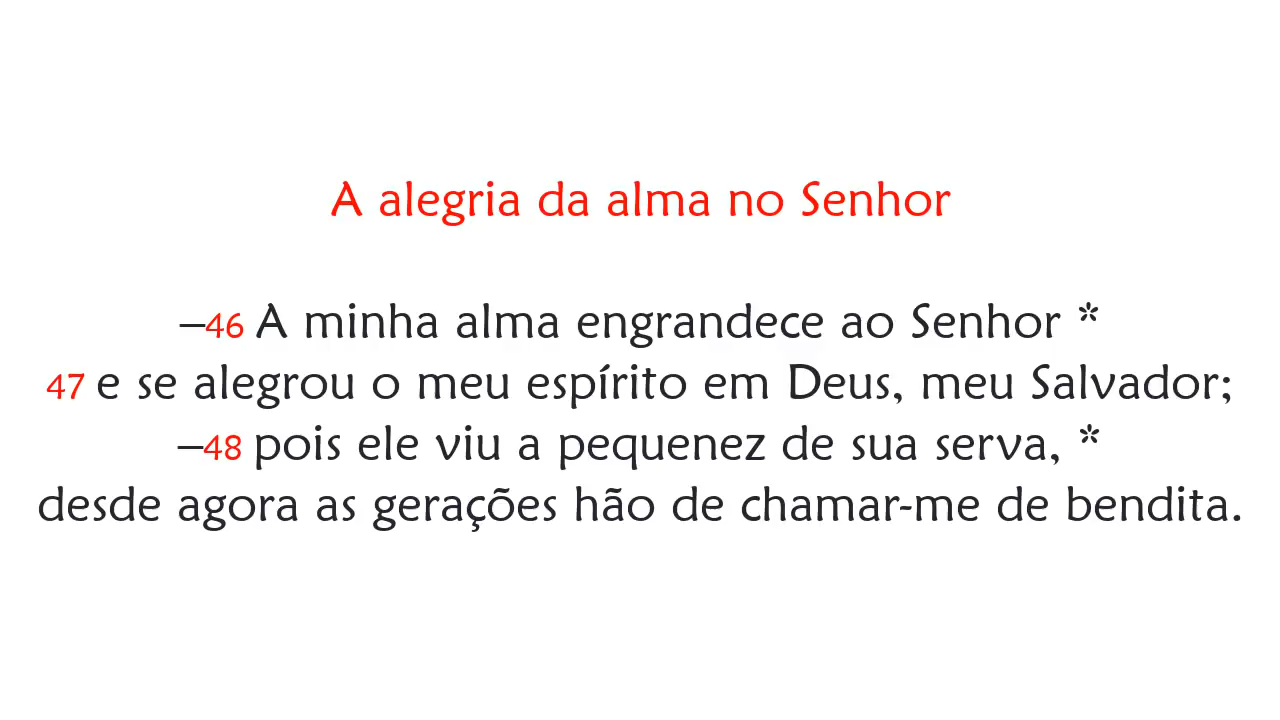 A alegria da alma no Senhor
–46 A minha alma engrandece ao Senhor *
47 e se alegrou o meu espírito em Deus, meu Salvador;
–48 pois ele viu a pequenez de sua serva, *
desde agora as gerações hão de chamar-me de bendita.